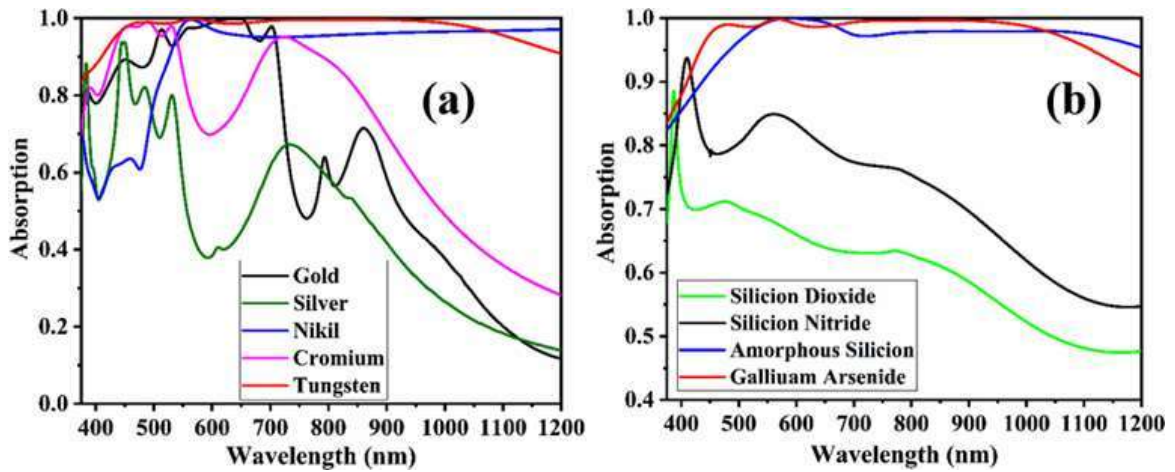 (a)
Absorption
1.0
0.8
0.6
0.4
0.2
0.0
Gold
Silver
Nikil
Cromium
Tungsten
400 500 600 700 800 900 1000 1100 1200
Wavelength (nm)
(b)
Absorption
1.0
0.9
0.8
0.7
0.6
0.5
0.4
Silicion Dioxide
Silicion Nitride
Amorphous Silicion
Galliuam Arsenide
400 500 600 700 800 900 1000 1100 1200
Wavelength (nm)